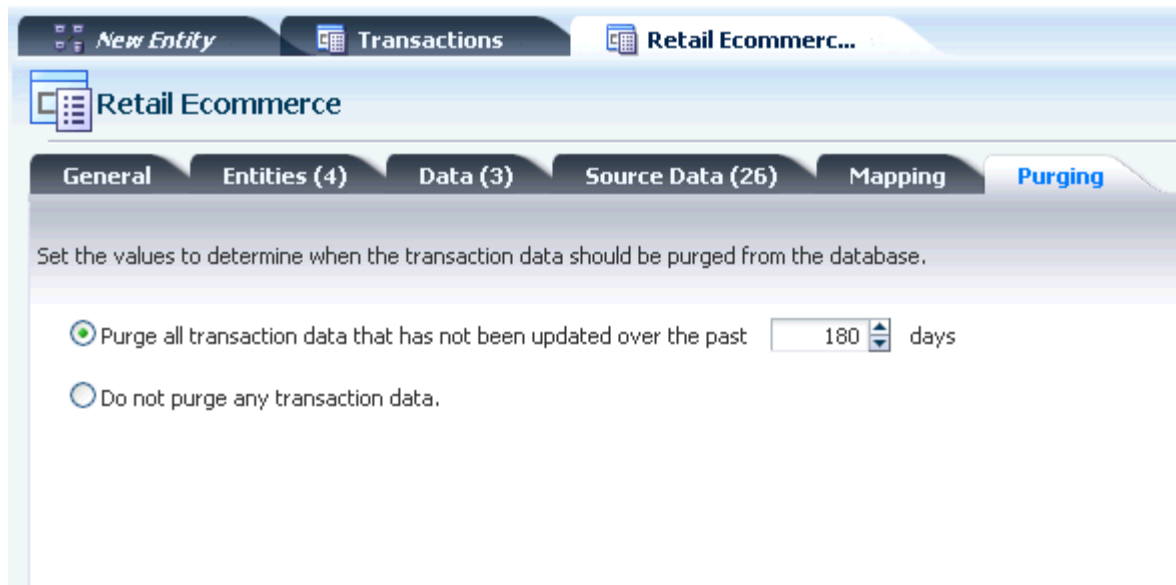 New Entity Transactions Retail Ecommerc...
Retail Ecommerce
General Entities (4) Data (3) Source Data (26) Mapping Purging
Set the values to determine when the transaction data should be purged from the database.
Purge all transaction data that has not been updated over the past 180 days
Do not purge any transaction data.